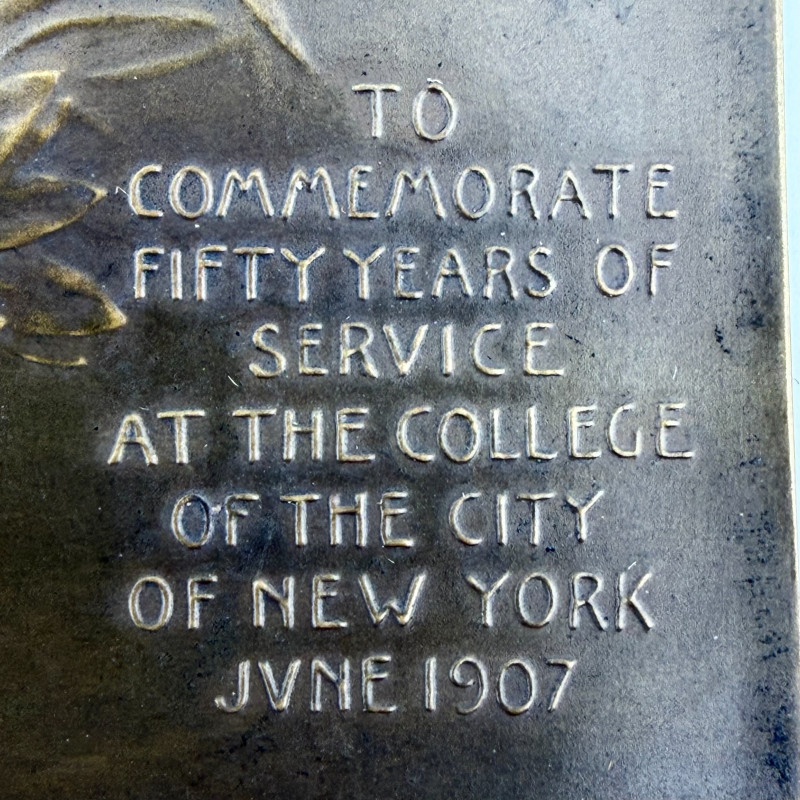 TO
COMMEMORATE
FIFTY YEARS OF
SERVICE
AT THE COLLEGE
OF THE CITY
OF NEW YORK
JVNE 1907